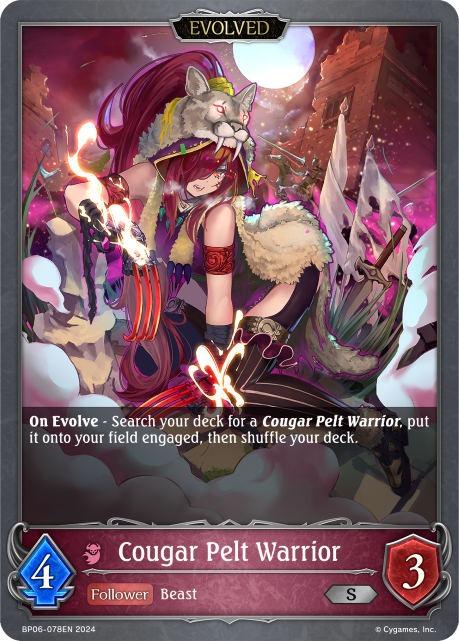 EVOLVED
On Evolve - Search your deck for a Cougar Pelt Warrior, put
it onto your field engaged, then shuffle your deck.
Cougar Pelt Warrior
4
Follower Beast
S
3
BP06-078EN 2024
© Cygames, Inc.